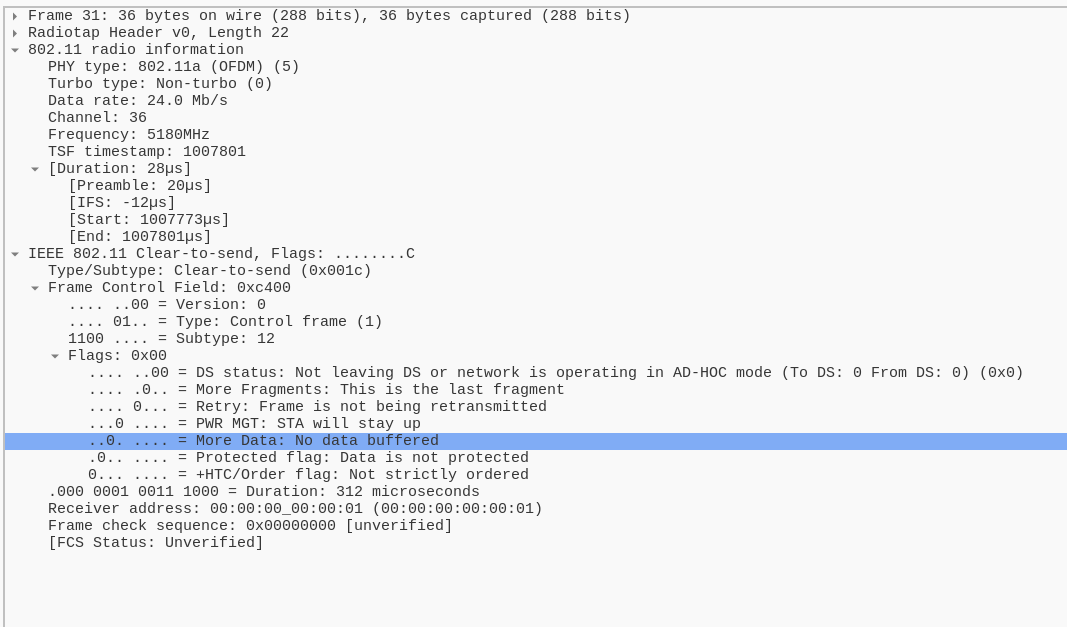 Frame 31: 36 bytes on wire (288 bits), 36 bytes captured (288 bits)
Radiotap Header v0, Length 22
802.11 radio information
PHY type: 802.11a (OFDM) (5)
Turbo type: Non-turbo (0)
Data rate: 24.0 Mb/s
Channel: 36
Frequency: 5180MHz
TSF timestamp: 1007801
[Duration: 28µs]
[Preamble: 20µs]
[IFS: -12µs]
[Start: 1007773µs]
[End: 1007801µs]
IEEE 802.11 Clear-to-send, Flags: ........C
Type/Subtype: Clear-to-send (0x001c)
Frame Control Field: 0xc400
.... ..00 = Version: 0
.... 01.. = Type: Control frame (1)
1100 .... = Subtype: 12
Flags: 0x00
.... ..00 = DS status: Not leaving DS or network is operating in AD-HOC mode (To DS: 0 From DS: 0) (0x0)
.... .0.. = More Fragments: This is the last fragment
.... 0... = Retry: Frame is not being retransmitted
...0 .... = PWR MGT: STA will stay up
..0. .... = More Data: No data buffered
.0.. .... = Protected flag: Data is not protected
0... .... = +HTC/Order flag: Not strictly ordered
.000 0001 0011 1000 = Duration: 312 microseconds
Receiver address: 00:00:00_00:00:01 (00:00:00:00:00:01)
Frame check sequence: 0x00000000 [unverified]
[FCS Status: Unverified]